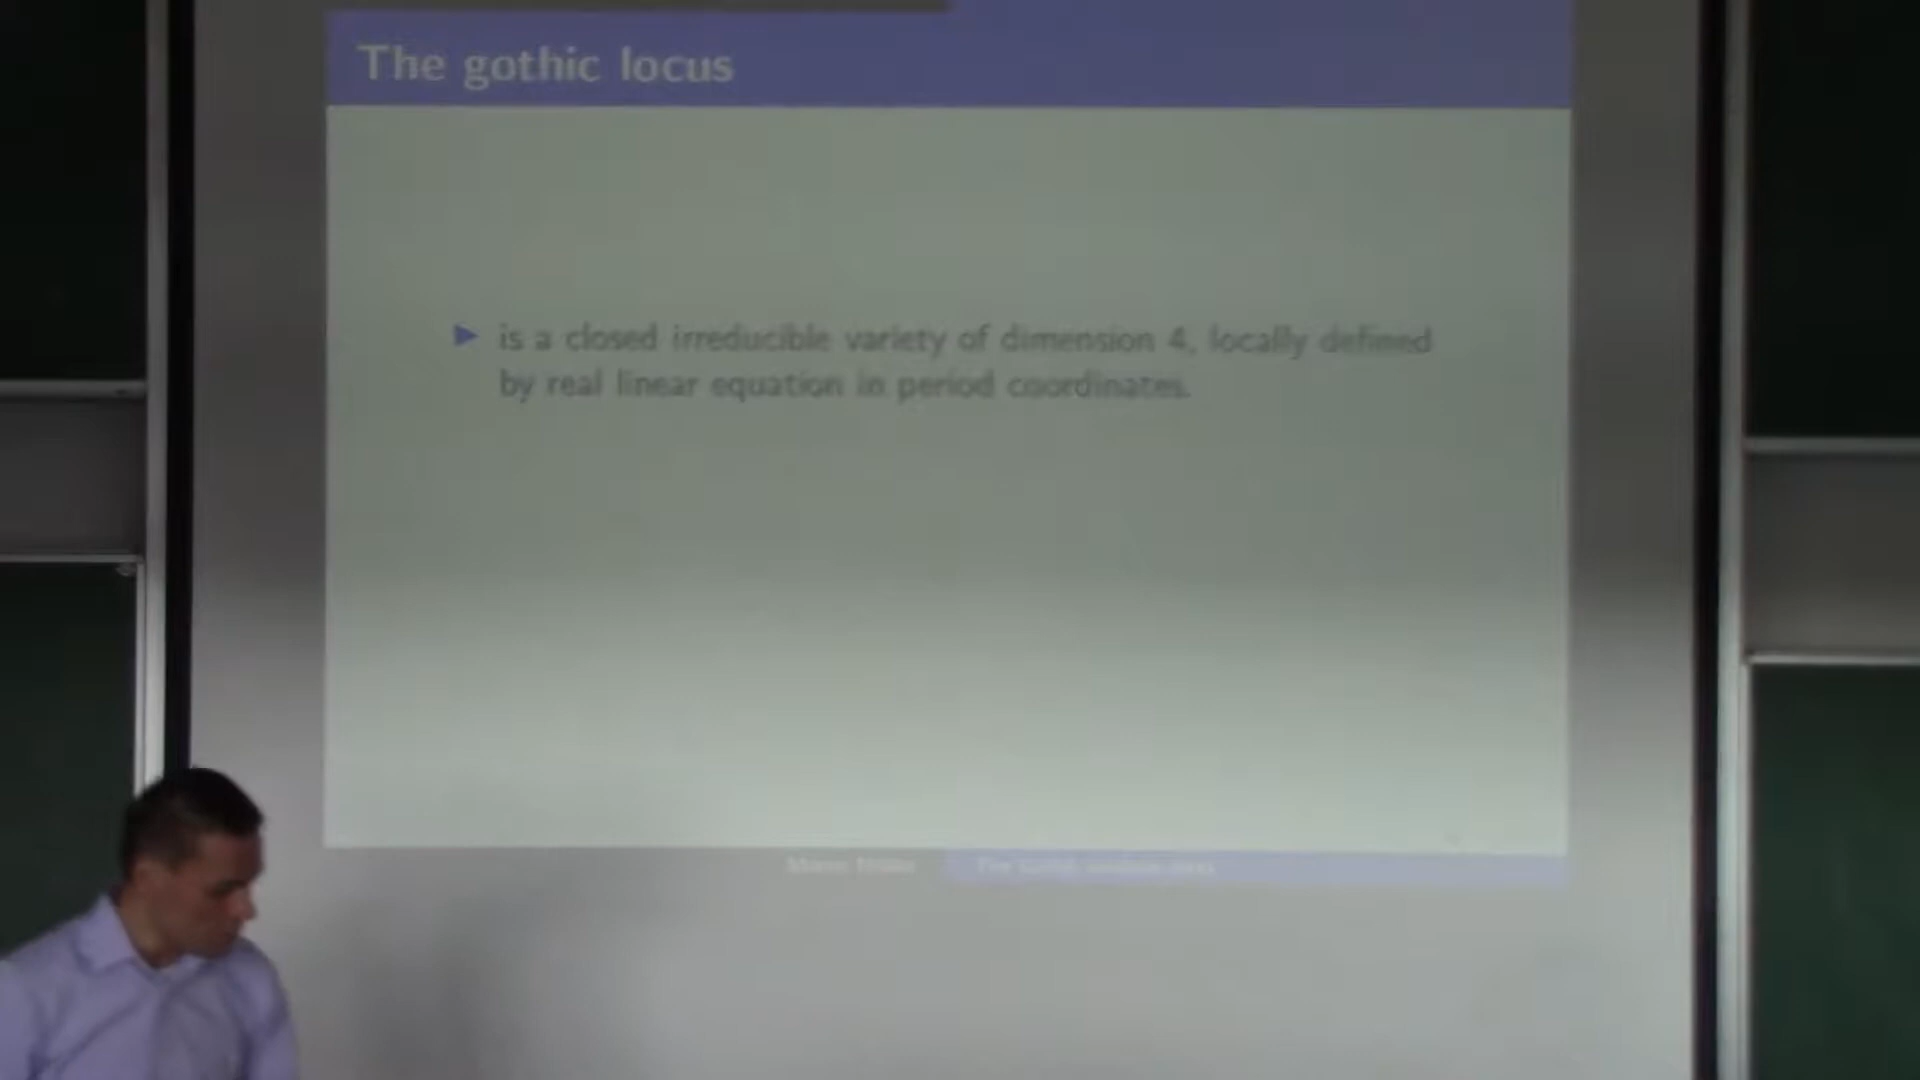 The gothic locus
is a closed irreducible variety of dimension 4, locally defined
by real linear equation in period coordinates.